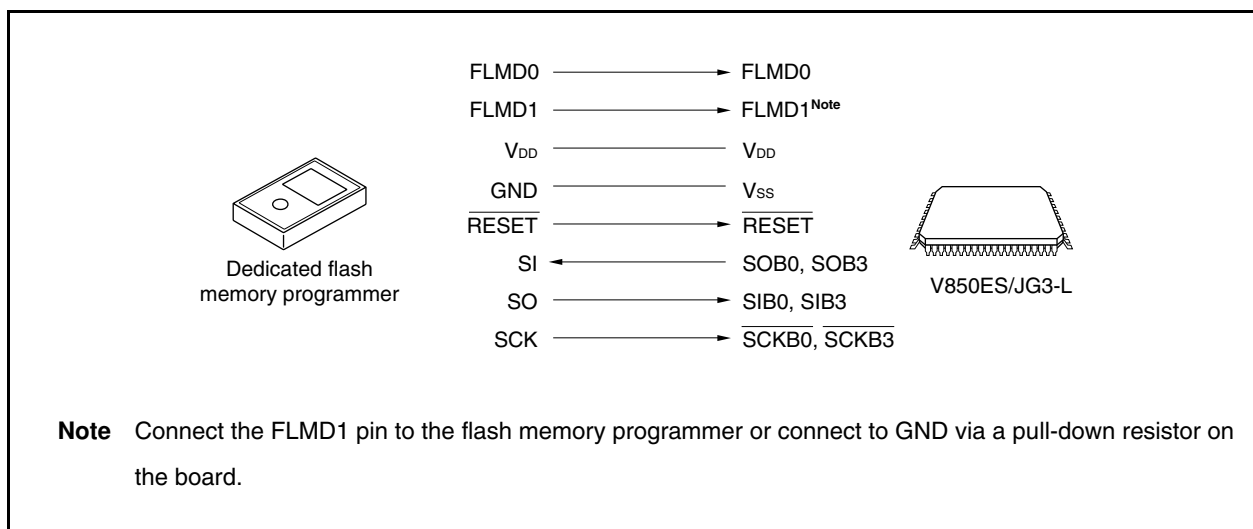 FLMD0 FLMD0
FLMD1 FLMD1Note
VDD VDD
GND VSS
RESET RESET
SI SOB0, SOB3
SO SIB0, SIB3
SCK SCKB0, SCKB3
Dedicated flash
memory programmer
V850ES/JG3-L
Note Connect the FLMD1 pin to the flash memory programmer or connect to GND via a pull-down resistor on
the board.